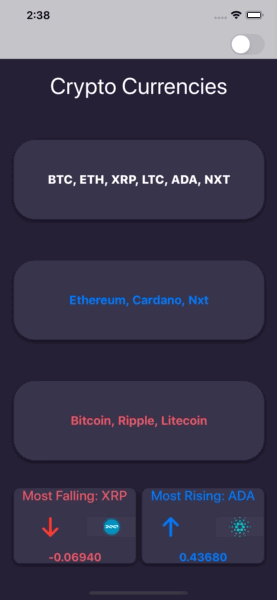 2:38
Crypto Currencies
BTC, ETH, XRP, LTC, ADA, NXT
Ethereum, Cardano, Nxt
Bitcoin, Ripple, Litecoin
Most Falling: XRP
-0.06940
Most Rising: ADA
0.43680